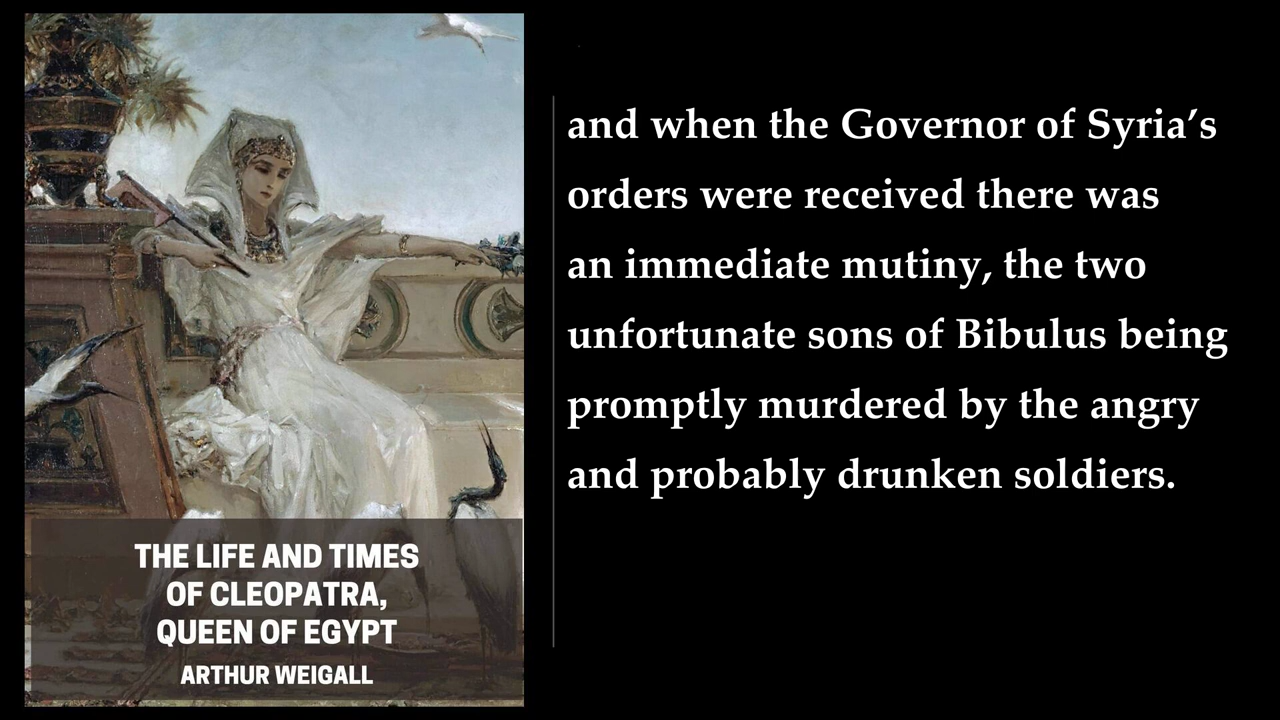 and when the Governor of Syria’s
orders were received there was
an immediate mutiny, the two
unfortunate sons of Bibulus being
promptly murdered by the angry
and probably drunken soldiers.
THE LIFE AND TIMES
OF CLEOPATRA,
QUEEN OF EGYPT
ARTHUR WEIGALL